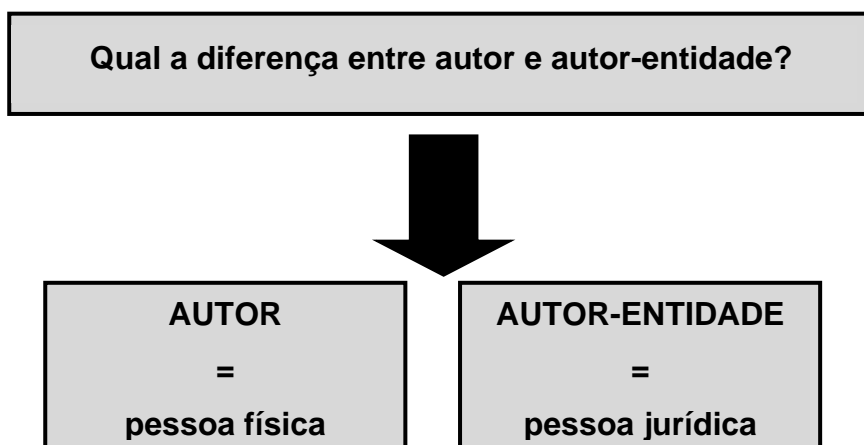 Qual a diferença entre autor e autor-entidade?
AUTOR
=
pessoa física
AUTOR-ENTIDADE
=
pessoa jurídica